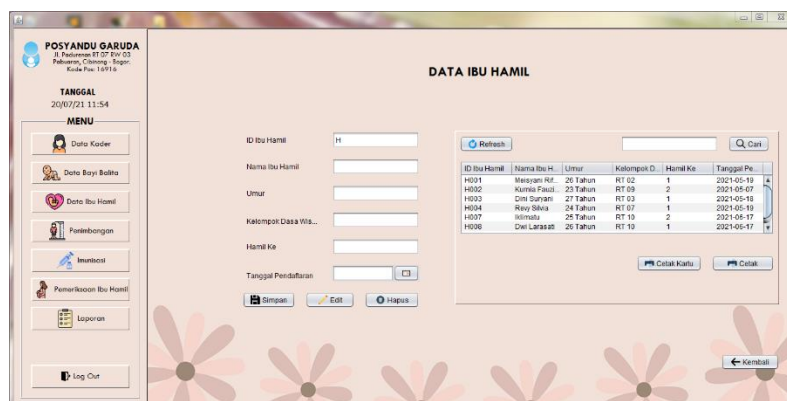 POSYANDU GARUDA
Jl. Pedurenan RT 07 RW 03
Pabuaran, Cibinong - Bogor.
Kode Pos: 16916
TANGGAL
20/07/21 11:54
MENU
Data Kader
Data Bayi Balita
Data Ibu Hamil
Penimbangan
Imunisasi
Pemeriksaan Ibu Hamil
Laporan
Log Out
DATA IBU HAMIL
ID Ibu Hamil H
Nama Ibu Hamil
Umur
Kelompok Dasa Wis...
Hamil Ke
Tanggal Pendaftaran
Simpan Edit Hapus
Refresh Cari
ID Ibu Hamil Nama Ibu H... Umur Kelompok D... Hamil Ke Tanggal Pe...
H001 Meisyani Rif... 26 Tahun RT 02 1 2021-05-19
H002 Kurnia Fauzi... 23 Tahun RT 09 2 2021-05-07
H003 Dini Suryani 27 Tahun RT 03 1 2021-05-18
H004 Revy Silvia 24 Tahun RT 07 1 2021-05-19
H007 Iklimatu 25 Tahun RT 10 2 2021-06-17
H008 Dwi Larasati 26 Tahun RT 10 1 2021-06-17
Cetak Kartu Cetak
Kembali